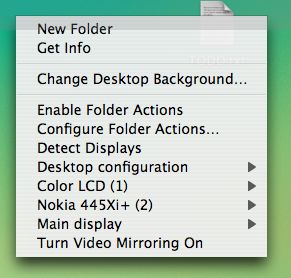 New Folder
Get Info
Change Desktop Background...
Enable Folder Actions
Configure Folder Actions...
Detect Displays
Desktop configuration
Color LCD (1)
Nokia 445Xi+ (2)
Main display
Turn Video Mirroring On